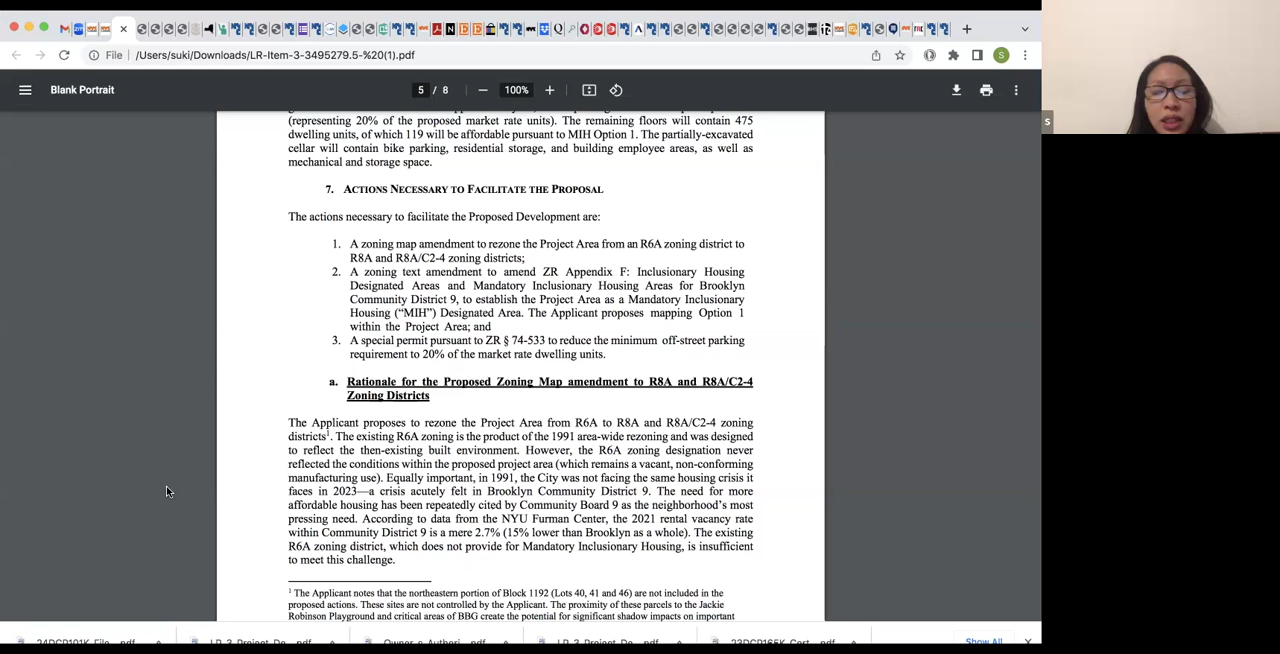 File
/Users/suki/Downloads/LR-Item-3-3495279.5-%20(1).pdf
S
Blank Portrait
5 / 8
100%
(representing 20% of the proposed market rate units). The remaining floors will contain 475
dwelling units, of which 119 will be affordable pursuant to MIH Option 1. The partially-excavated
cellar will contain bike parking, residential storage, and building employee areas, as well as
mechanical and storage space.
7. ACTIONS NECESSARY TO FACILITATE THE PROPOSAL
The actions necessary to facilitate the Proposed Development are:
1. A zoning map amendment to rezone the Project Area from an R6A zoning district to
R8A and R8A/C2-4 zoning districts;
2. A zoning text amendment to amend ZR Appendix F: Inclusionary Housing
Designated Areas and Mandatory Inclusionary Housing Areas for Brooklyn
Community District 9, to establish the Project Area as a Mandatory Inclusionary
Housing (“MIH”) Designated Area. The Applicant proposes mapping Option 1
within the Project Area; and
3. A special permit pursuant to ZR § 74-533 to reduce the minimum off-street parking
requirement to 20% of the market rate dwelling units.
a. Rationale for the Proposed Zoning Map amendment to R8A and R8A/C2-4
Zoning Districts
The Applicant proposes to rezone the Project Area from R6A to R8A and R8A/C2-4 zoning
districts¹. The existing R6A zoning is the product of the 1991 area-wide rezoning and was designed
to reflect the then-existing built environment. However, the R6A zoning designation never
reflected the conditions within the proposed project area (which remains a vacant, non-conforming
manufacturing use). Equally important, in 1991, the City was not facing the same housing crisis it
faces in 2023—a crisis acutely felt in Brooklyn Community District 9. The need for more
affordable housing has been repeatedly cited by Community Board 9 as the neighborhood’s most
pressing need. According to data from the NYU Furman Center, the 2021 rental vacancy rate
within Community District 9 is a mere 2.7% (15% lower than Brooklyn as a whole). The existing
R6A zoning district, which does not provide for Mandatory Inclusionary Housing, is insufficient
to meet this challenge.
¹ The Applicant notes that the northeastern portion of Block 1192 (Lots 40, 41 and 46) are not included in the
proposed actions. These sites are not controlled by the Applicant. The proximity of these parcels to the Jackie
Robinson Playground and critical areas of BBG create the potential for significant shadow impacts on important
Show All
S